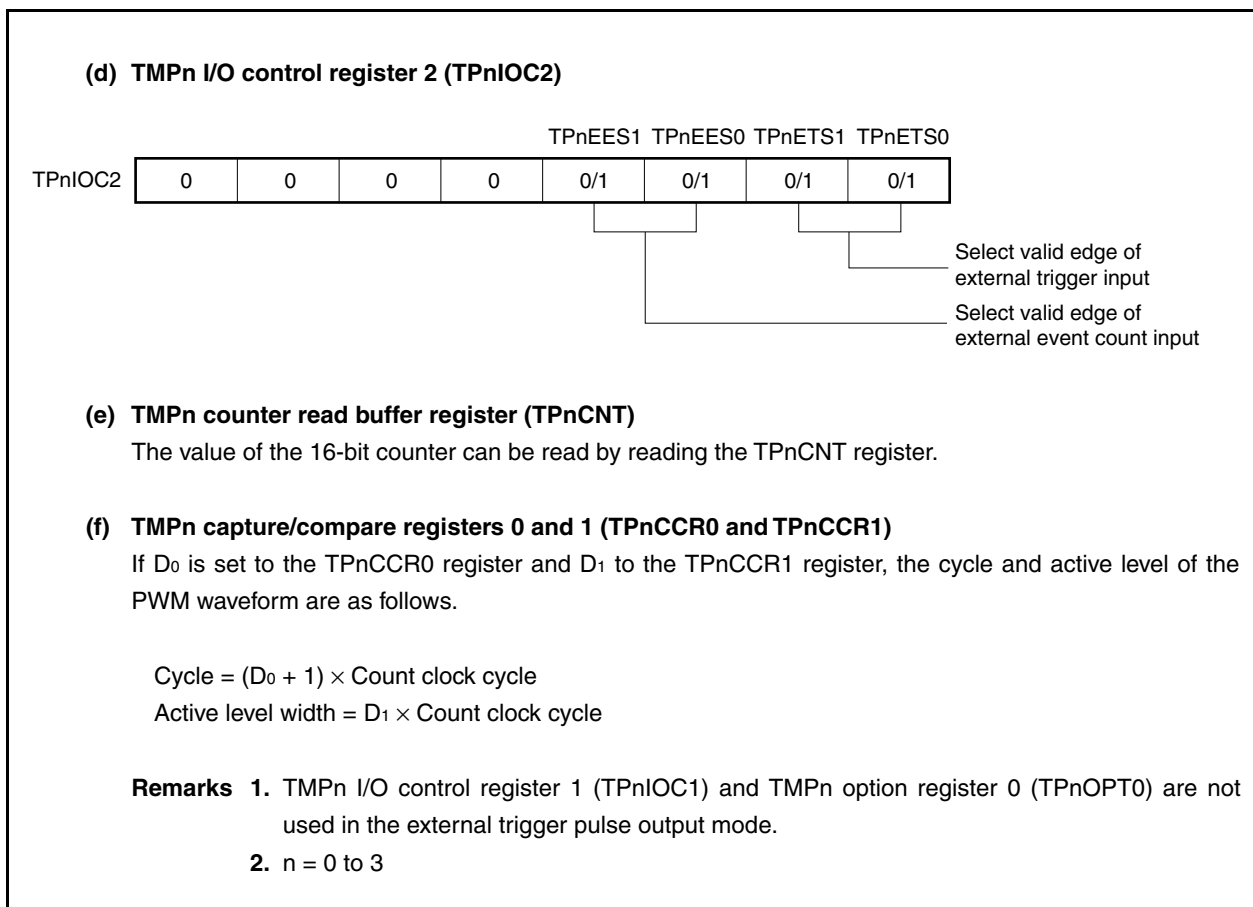 (d) TMPn I/O control register 2 (TPnIOC2)
TPnEES1 TPnEES0 TPnETS1 TPnETS0
TPnIOC2 0 0 0 0 0/1 0/1 0/1 0/1
Select valid edge of
external trigger input
Select valid edge of
external event count input
(e) TMPn counter read buffer register (TPnCNT)
The value of the 16-bit counter can be read by reading the TPnCNT register.
(f) TMPn capture/compare registers 0 and 1 (TPnCCR0 and TPnCCR1)
If D0 is set to the TPnCCR0 register and D1 to the TPnCCR1 register, the cycle and active level of the
PWM waveform are as follows.
Cycle = (D0 + 1) × Count clock cycle
Active level width = D1 × Count clock cycle
Remarks 1. TMPn I/O control register 1 (TPnIOC1) and TMPn option register 0 (TPnOPT0) are not
used in the external trigger pulse output mode.
2. n = 0 to 3